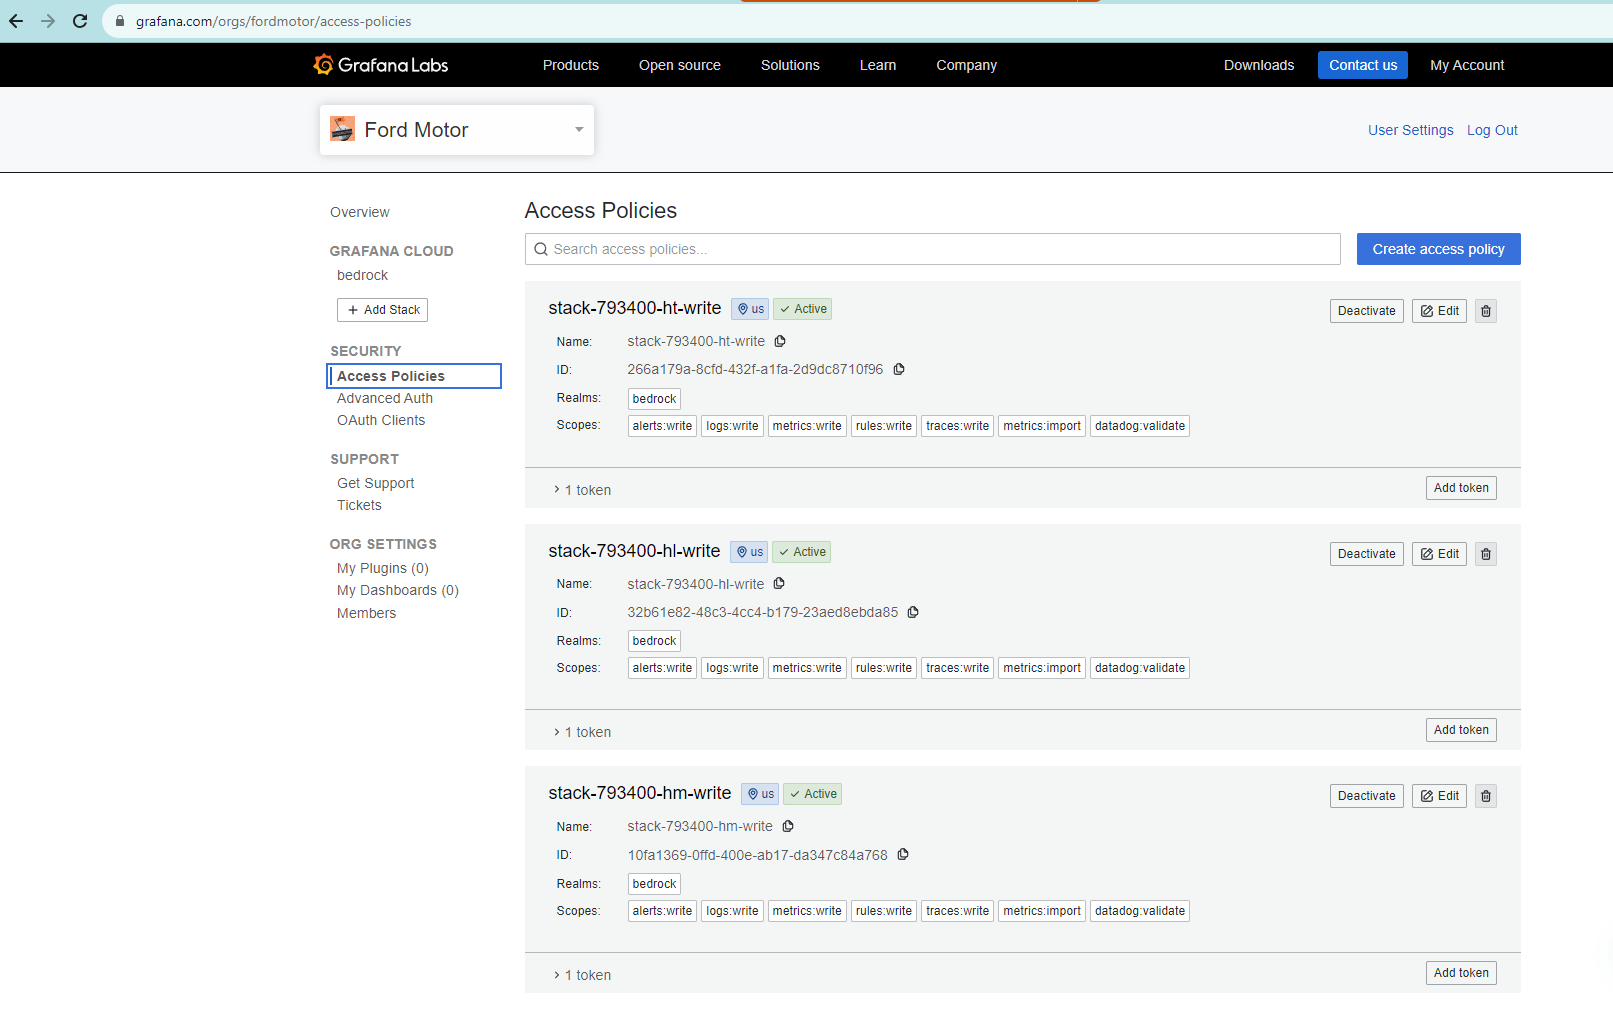 grafana.com/orgs/fordmotor/access-policies
Grafana Labs
Products Open source Solutions Learn Company Downloads Contact us My Account
Ford Motor
User Settings Log Out
Overview
GRAFANA CLOUD
bedrock
+ Add Stack
SECURITY
Access Policies
Advanced Auth
OAuth Clients
SUPPORT
Get Support
Tickets
ORG SETTINGS
My Plugins (0)
My Dashboards (0)
Members
Access Policies
Search access policies...
Create access policy
stack-793400-ht-write us Active
Deactivate Edit
Name: stack-793400-ht-write
ID: 266a179a-8cfd-432f-a1fa-2d9dc8710f96
Realms: bedrock
Scopes: alerts:write logs:write metrics:write rules:write traces:write metrics:import datadog:validate
1 token
Add token
stack-793400-hl-write us Active
Deactivate Edit
Name: stack-793400-hl-write
ID: 32b61e82-48c3-4cc4-b179-23aed8ebda85
Realms: bedrock
Scopes: alerts:write logs:write metrics:write rules:write traces:write metrics:import datadog:validate
1 token
Add token
stack-793400-hm-write us Active
Deactivate Edit
Name: stack-793400-hm-write
ID: 10fa1369-0ffd-400e-ab17-da347c84a768
Realms: bedrock
Scopes: alerts:write logs:write metrics:write rules:write traces:write metrics:import datadog:validate
1 token
Add token